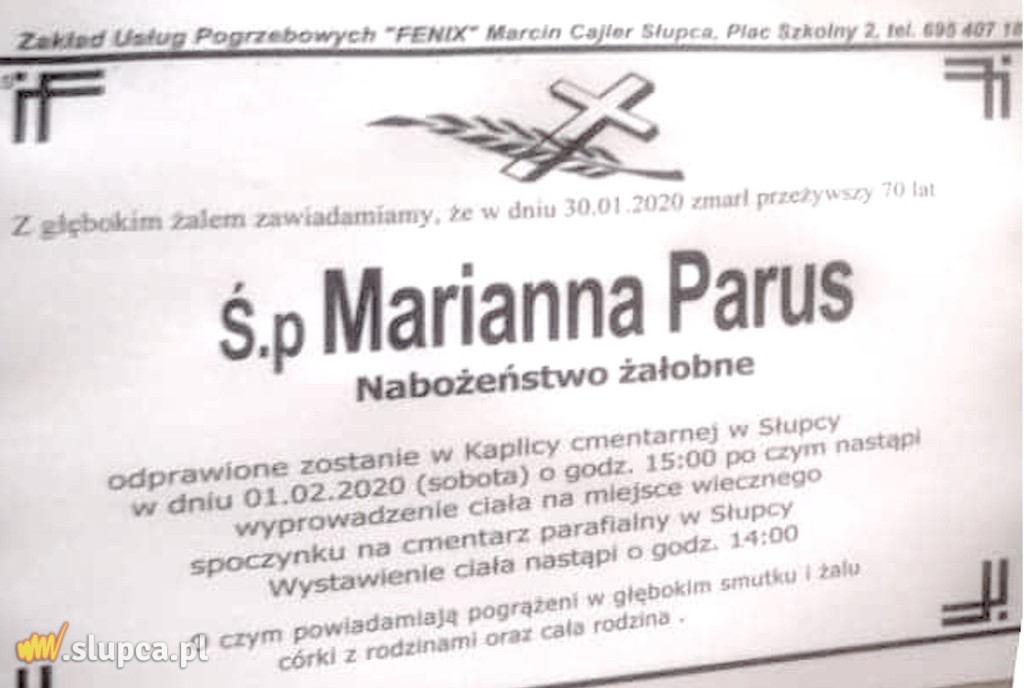 Zakład Usług Pogrzebowych "FENIX" Marcin Cajler Słupca, Plac Szkolny 2, tel. 695 407 18
Z głębokim żalem zawiadamiamy, że w dniu 30.01.2020 zmarł przeżywszy 70 lat
Ś.p Marianna Parus
Nabożeństwo żałobne
odprawione zostanie w Kaplicy cmentarnej w Słupcy
w dniu 01.02.2020 (sobota) o godz. 15:00 po czym nastąpi
wyprowadzenie ciała na miejsce wiecznego
spoczynku na cmentarz parafialny w Słupcy
Wystawienie ciała nastąpi o godz. 14:00
O czym powiadamiają pogrążeni w głębokim smutku i żalu
córki z rodzinami oraz cała rodzina .
.slupca.pl